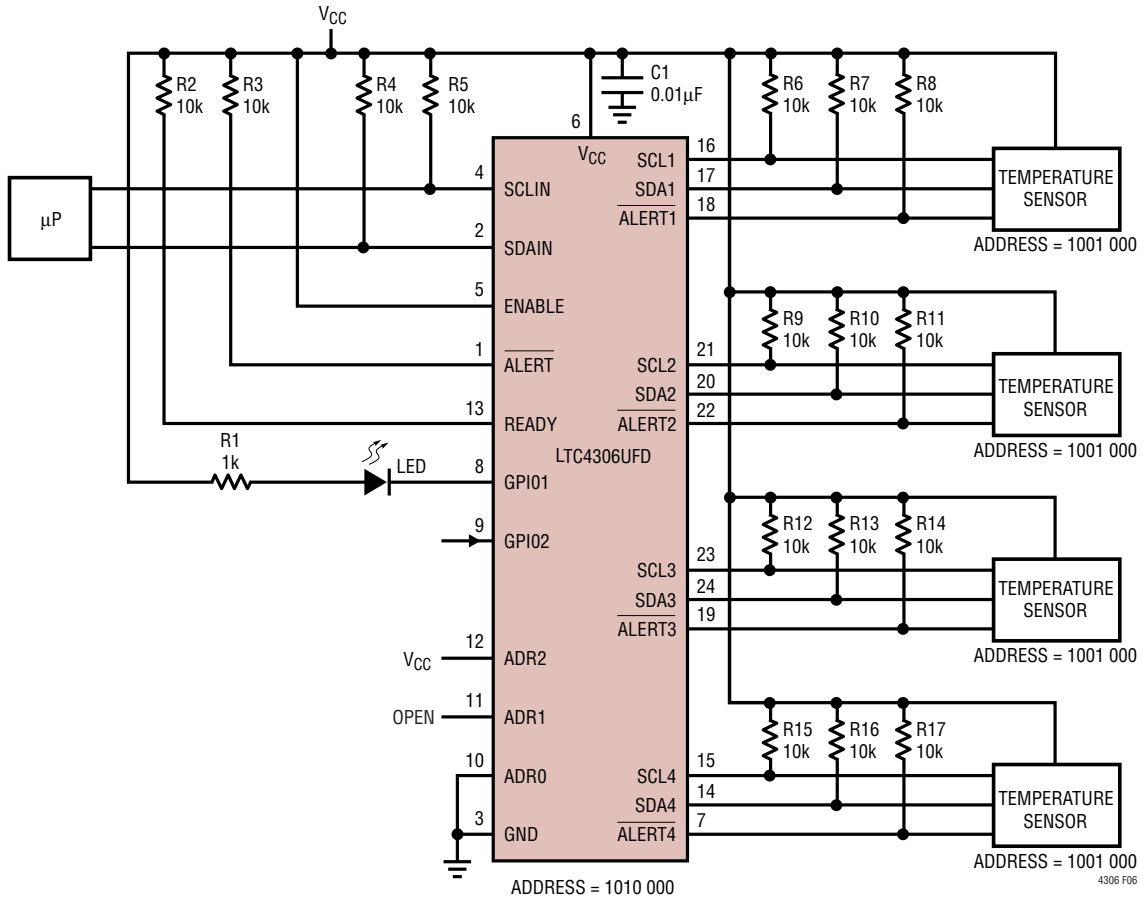 VCC
R2
10k
R3
10k
R4
10k
R5
10k
C1
0.01µF
R6
10k
R7
10k
R8
10k
6
VCC
4
SCLIN
µP
2
SDAIN
5
ENABLE
1
ALERT
13
READY
R1
1k
LED
8
GPIO1
9
GPIO2
VCC
12
ADR2
OPEN
11
ADR1
10
ADR0
3
GND
LTC4306UFD
ADDRESS = 1010 000
SCL1
16
SDA1
17
ALERT1
18
TEMPERATURE
SENSOR
ADDRESS = 1001 000
R9
10k
R10
10k
R11
10k
SCL2
21
SDA2
20
ALERT2
22
TEMPERATURE
SENSOR
ADDRESS = 1001 000
R12
10k
R13
10k
R14
10k
SCL3
23
SDA3
24
ALERT3
19
TEMPERATURE
SENSOR
ADDRESS = 1001 000
R15
10k
R16
10k
R17
10k
SCL4
15
SDA4
14
ALERT4
7
TEMPERATURE
SENSOR
ADDRESS = 1001 000
4306 F06